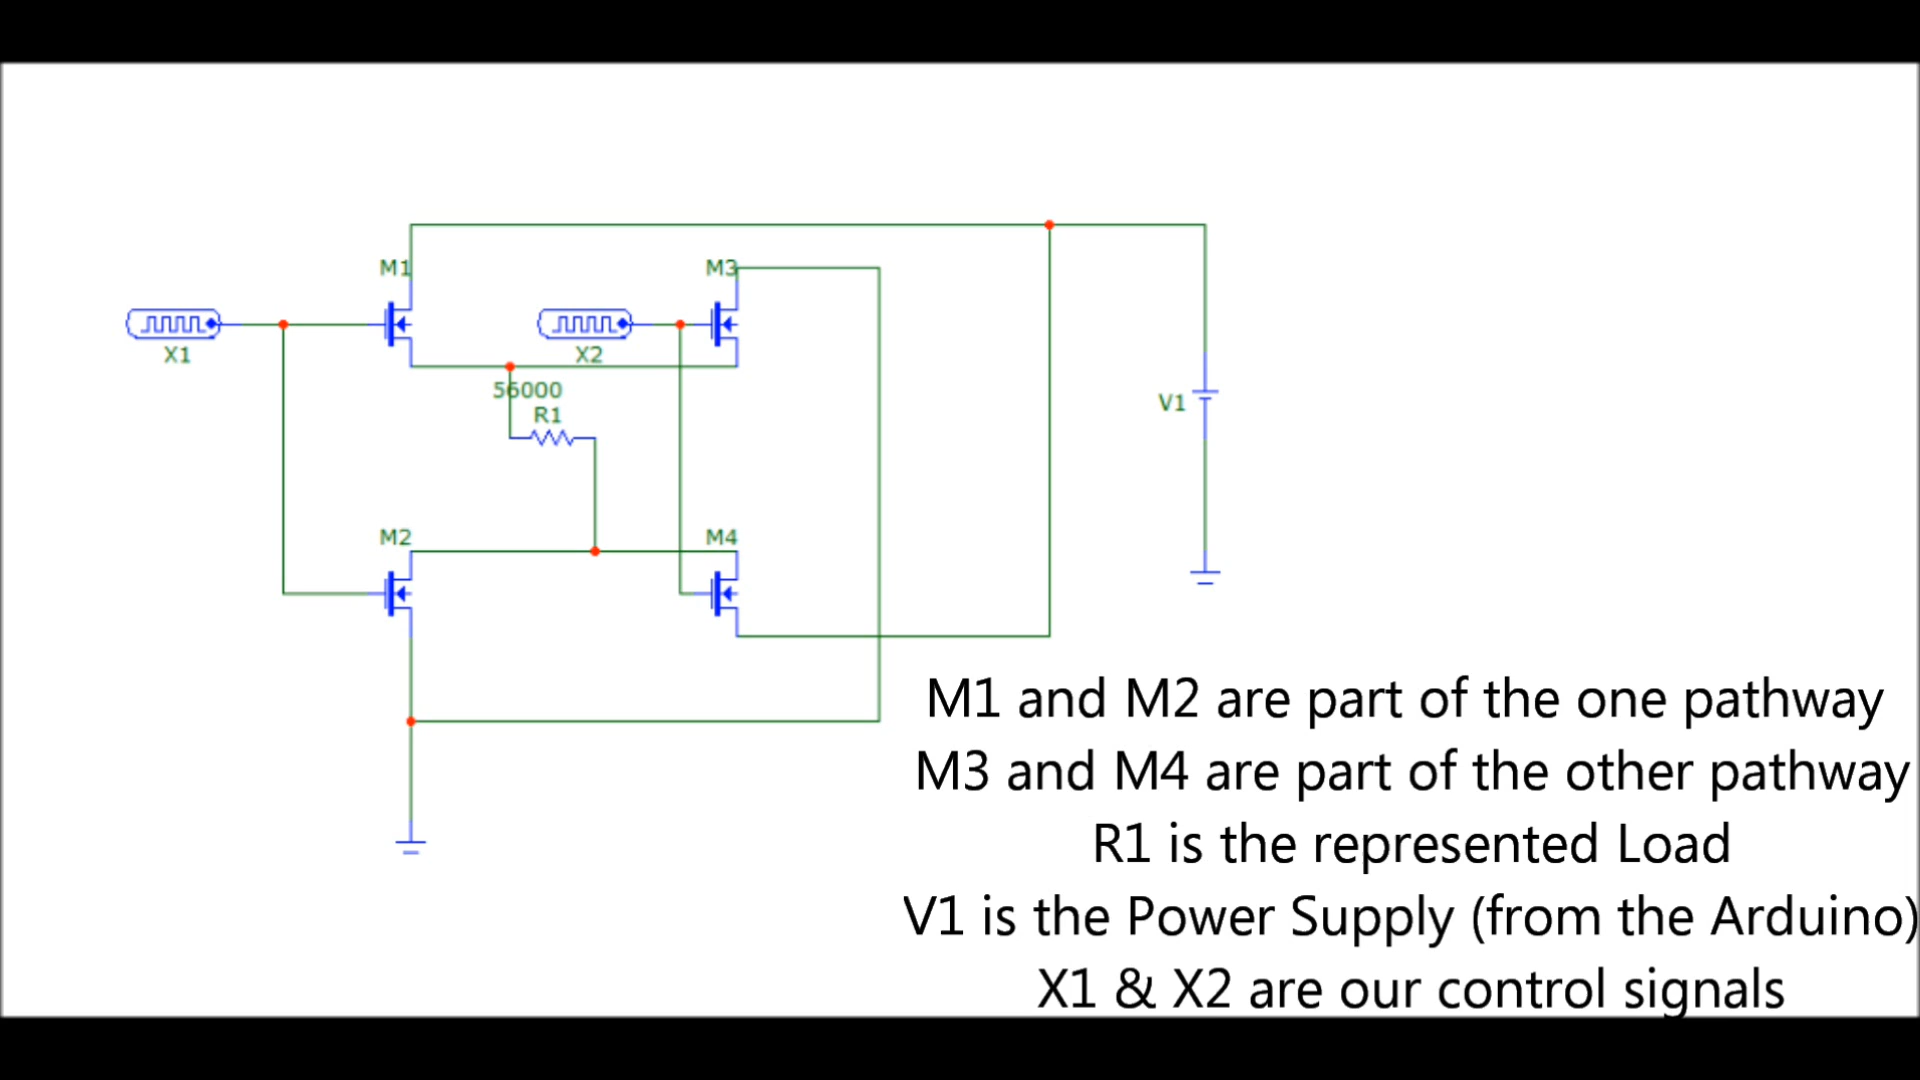 M1
M3
X1
X2
56000
R1
V1
M2
M4
M1 and M2 are part of the one pathway
M3 and M4 are part of the other pathway
R1 is the represented Load
V1 is the Power Supply (from the Arduino)
X1 & X2 are our control signals